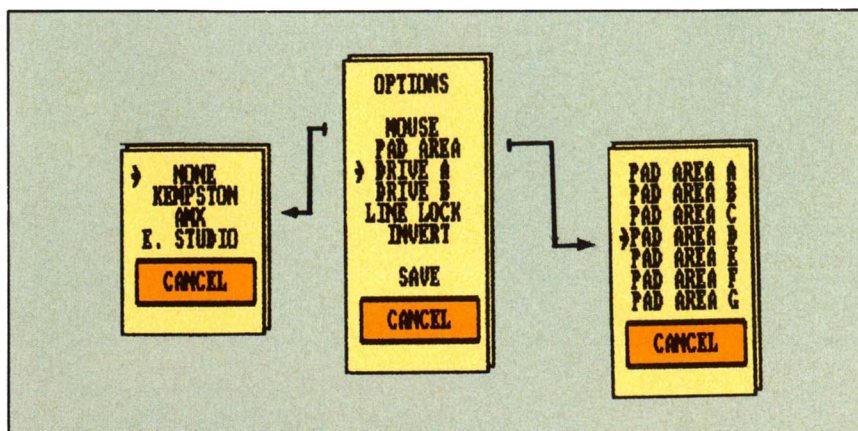 OPTIONS
MOUSE
PAD AREA
DRIVE A
DRIVE B
LINE LOCK
INVERT
SAVE
CANCEL
NONE
KEMPSTON
AMX
E. STUDIO
CANCEL
PAD AREA A
PAD AREA B
PAD AREA C
PAD AREA D
PAD AREA E
PAD AREA F
PAD AREA G
CANCEL